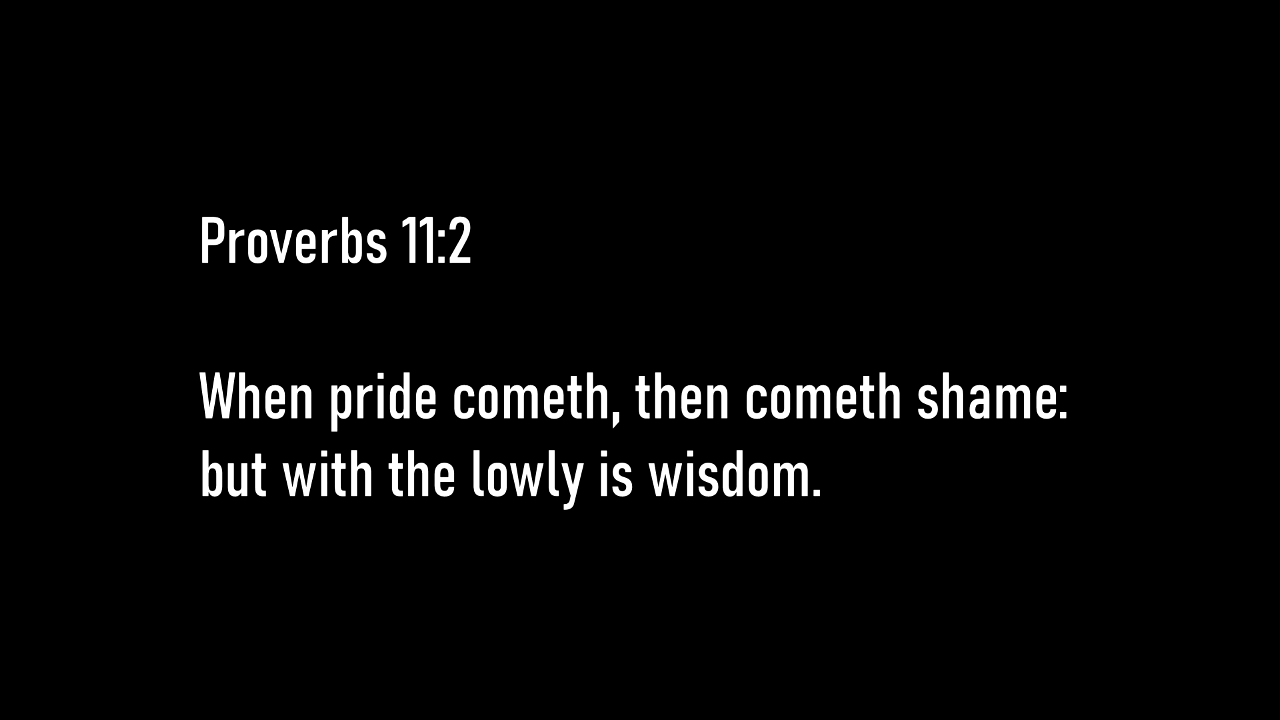 Proverbs 11:2
When pride cometh, then cometh shame:
but with the lowly is wisdom.